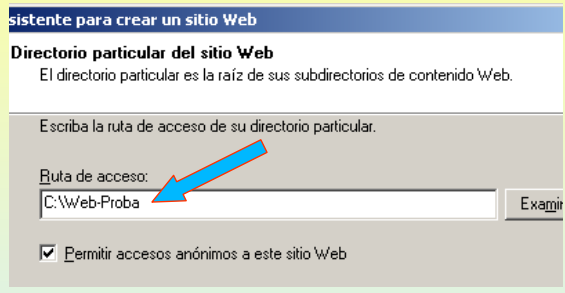 sistente para crear un sitio Web
Directorio particular del sitio Web
El directorio particular es la raíz de sus subdirectorios de contenido Web.
Escriba la ruta de acceso de su directorio particular.
Ruta de acceso:
C:\Web-Proba
Examin
Permitir accesos anónimos a este sitio Web